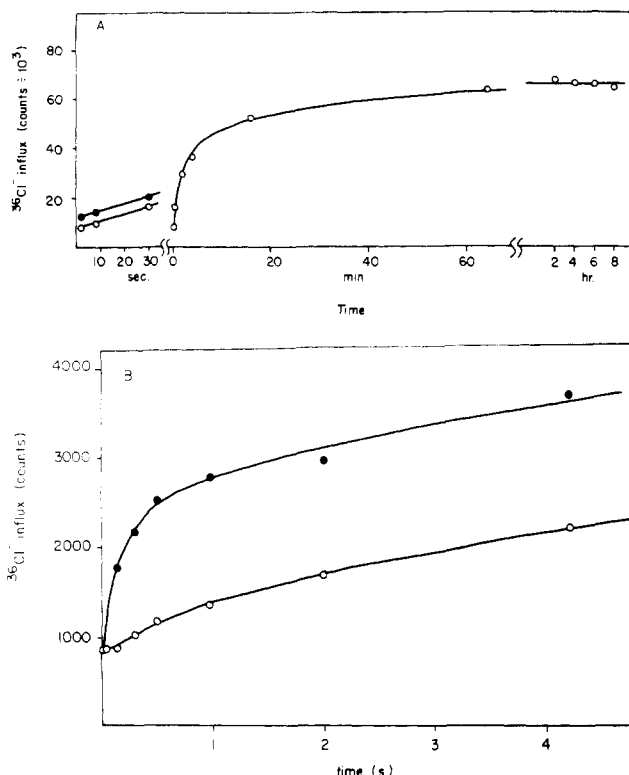 A
³⁶Cl⁻ influx (counts ÷ 10³)
80
60
40
20
10 20 30 0 20 40 60 2 4 6 8
sec. min hr.
Time
B
³⁶Cl⁻ influx (counts)
4000
3000
2000
1000
1 2 3 4
time (s)